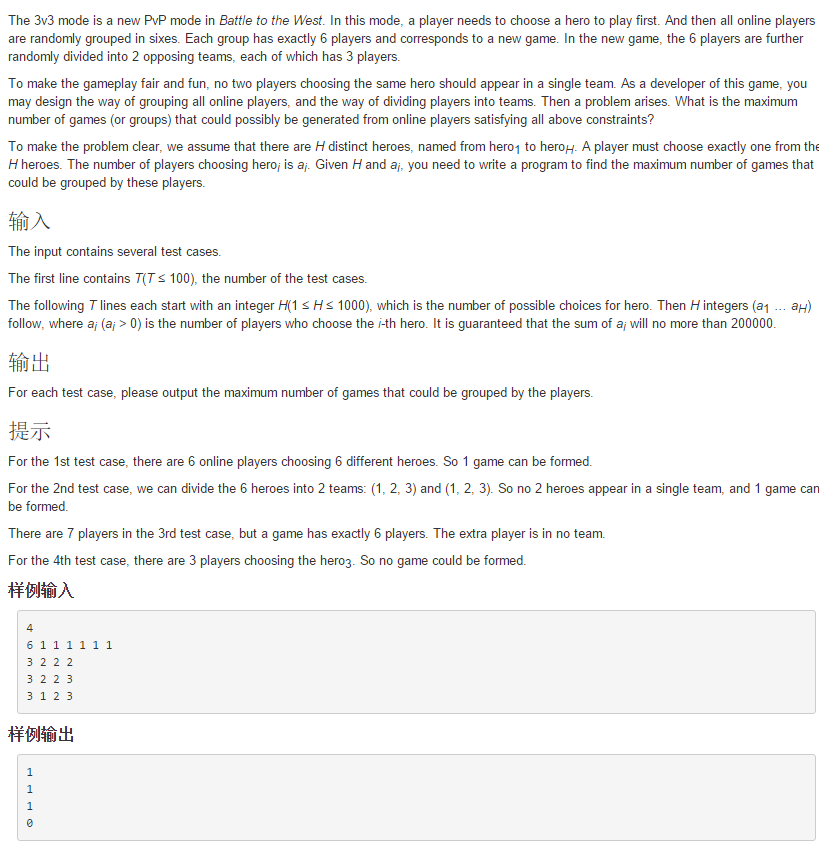 The 3v3 mode is a new PvP mode in Battle to the West. In this mode, a player needs to choose a hero to play first. And then all online players
are randomly grouped in sixes. Each group has exactly 6 players and corresponds to a new game. In the new game, the 6 players are further
randomly divided into 2 opposing teams, each of which has 3 players.
To make the gameplay fair and fun, no two players choosing the same hero should appear in a single team. As a developer of this game, you
may design the way of grouping all online players, and the way of dividing players into teams. Then a problem arises. What is the maximum
number of games (or groups) that could possibly be generated from online players satisfying all above constraints?
To make the problem clear, we assume that there are H distinct heroes, named from hero1 to heroH. A player must choose exactly one from the
H heroes. The number of players choosing heroi is ai. Given H and ai, you need to write a program to find the maximum number of games that
could be grouped by these players.
输入
The input contains several test cases.
The first line contains T(T ≤ 100), the number of the test cases.
The following T lines each start with an integer H(1 ≤ H ≤ 1000), which is the number of possible choices for hero. Then H integers (a1 ... aH)
follow, where ai (ai > 0) is the number of players who choose the i-th hero. It is guaranteed that the sum of ai will no more than 200000.
输出
For each test case, please output the maximum number of games that could be grouped by the players.
提示
For the 1st test case, there are 6 online players choosing 6 different heroes. So 1 game can be formed.
For the 2nd test case, we can divide the 6 heroes into 2 teams: (1, 2, 3) and (1, 2, 3). So no 2 heroes appear in a single team, and 1 game can
be formed.
There are 7 players in the 3rd test case, but a game has exactly 6 players. The extra player is in no team.
For the 4th test case, there are 3 players choosing the hero3. So no game could be formed.
样例输入
4
6 1 1 1 1 1 1
3 2 2 2
3 2 2 3
3 1 2 3
样例输出
1
1
1
0